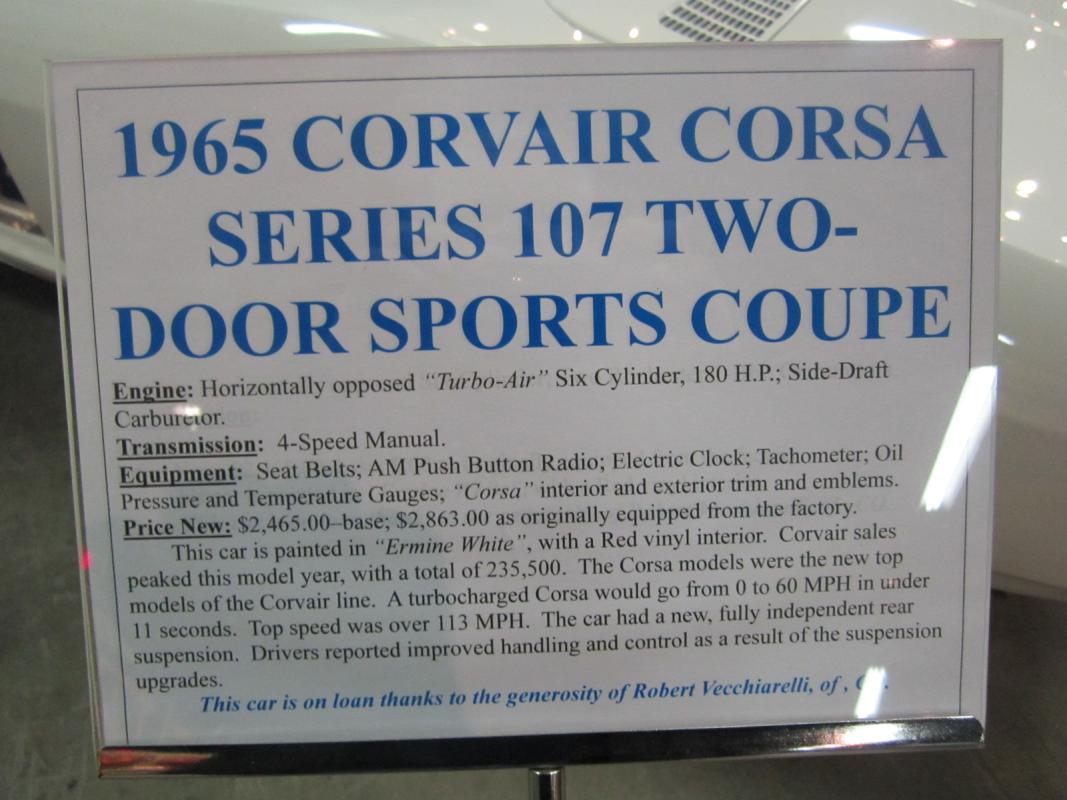 1965 CORVAIR CORSA
SERIES 107 TWO-
DOOR SPORTS COUPE
Engine: Horizontally opposed “Turbo-Air” Six Cylinder, 180 H.P.; Side-Draft
Carburetor.
Transmission: 4-Speed Manual.
Equipment: Seat Belts; AM Push Button Radio; Electric Clock; Tachometer; Oil
Pressure and Temperature Gauges; “Corsa” interior and exterior trim and emblems.
Price New: $2,465.00–base; $2,863.00 as originally equipped from the factory.
This car is painted in “Ermine White”, with a Red vinyl interior. Corvair sales
peaked this model year, with a total of 235,500. The Corsa models were the new top
models of the Corvair line. A turbocharged Corsa would go from 0 to 60 MPH in under
11 seconds. Top speed was over 113 MPH. The car had a new, fully independent rear
suspension. Drivers reported improved handling and control as a result of the suspension
upgrades.
This car is on loan thanks to the generosity of Robert Vecchiarelli, of ,